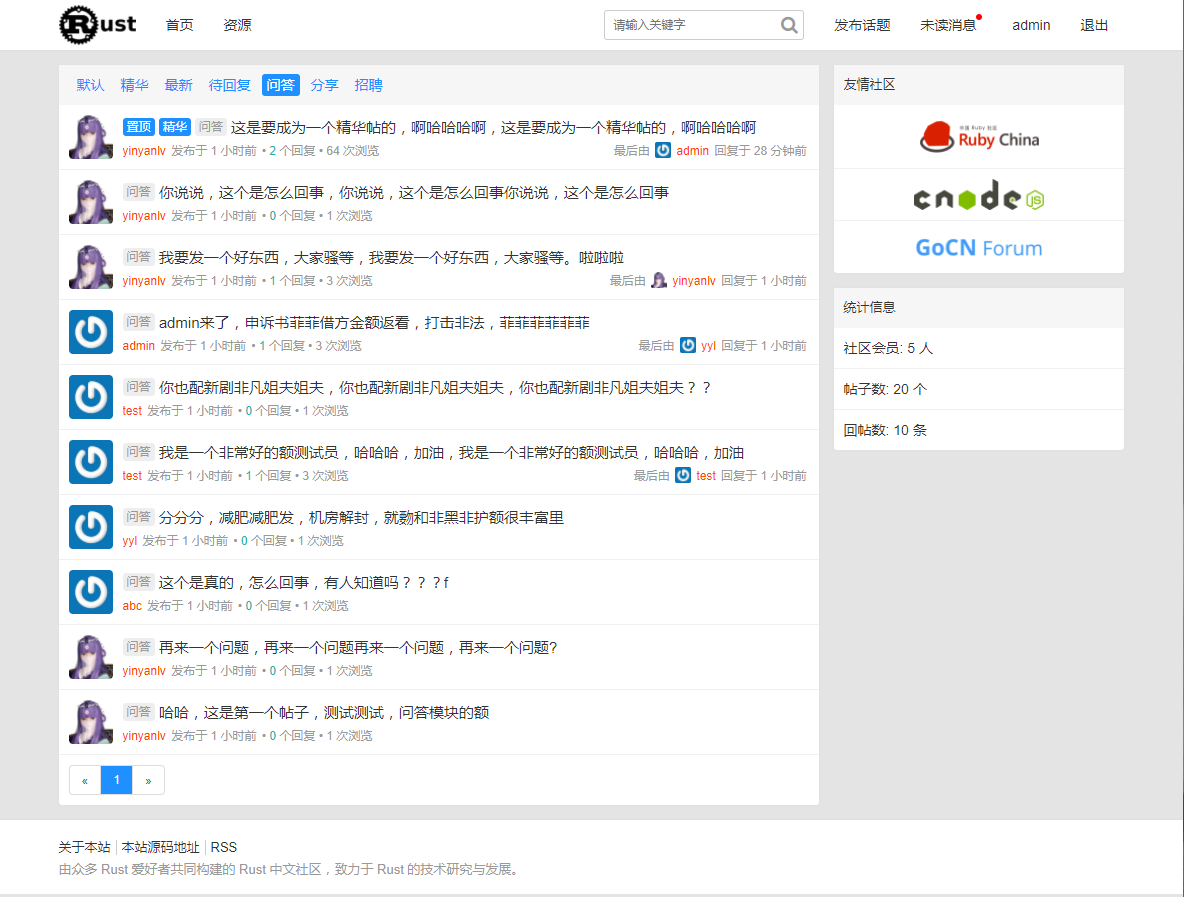 Rust 首页 资源 请输入关键字 发布话题 未读消息 admin 退出
默认 精华 最新 待回复 问答 分享 招聘
置顶 精华 问答 这是要成为一个精华帖的，啊哈哈哈啊，这是要成为一个精华帖的，啊哈哈哈啊
yinyanlv 发布于 1 小时前 • 2 个回复 • 64 次浏览 最后由 admin 回复于 28 分钟前
问答 你说说，这个是怎么回事，你说说，这个是怎么回事你说说，这个是怎么回事
yinyanlv 发布于 1 小时前 • 0 个回复 • 1 次浏览
问答 我要发一个好东西，大家骚等，我要发一个好东西，大家骚等。啦啦啦
yinyanlv 发布于 1 小时前 • 1 个回复 • 3 次浏览 最后由 yinyanlv 回复于 1 小时前
问答 admin来了，申诉书菲菲借方金额返看，打击非法，菲菲菲菲菲菲
admin 发布于 1 小时前 • 1 个回复 • 3 次浏览 最后由 yyl 回复于 1 小时前
问答 你也配新剧非凡姐夫姐夫，你也配新剧非凡姐夫姐夫，你也配新剧非凡姐夫姐夫？？
test 发布于 1 小时前 • 0 个回复 • 1 次浏览
问答 我是一个非常好的额测试员，哈哈哈，加油，我是一个非常好的额测试员，哈哈哈，加油
test 发布于 1 小时前 • 1 个回复 • 3 次浏览 最后由 test 回复于 1 小时前
问答 分分分，减肥减肥发，机房解封，就勠和非黑非护额很丰富里
yyl 发布于 1 小时前 • 0 个回复 • 1 次浏览
问答 这个是真的，怎么回事，有人知道吗？？？f
abc 发布于 1 小时前 • 0 个回复 • 1 次浏览
问答 再来一个问题，再来一个问题再来一个问题，再来一个问题?
yinyanlv 发布于 1 小时前 • 0 个回复 • 1 次浏览
问答 哈哈，这是第一个帖子，测试测试，问答模块的额
yinyanlv 发布于 1 小时前 • 0 个回复 • 1 次浏览
« 1 »
友情社区
中国 Ruby 社区
Ruby China
cnode JS
GoCN Forum
统计信息
社区会员: 5 人
帖子数: 20 个
回帖数: 10 条
关于本站 本站源码地址 RSS
由众多 Rust 爱好者共同构建的 Rust 中文社区，致力于 Rust 的技术研究与发展。